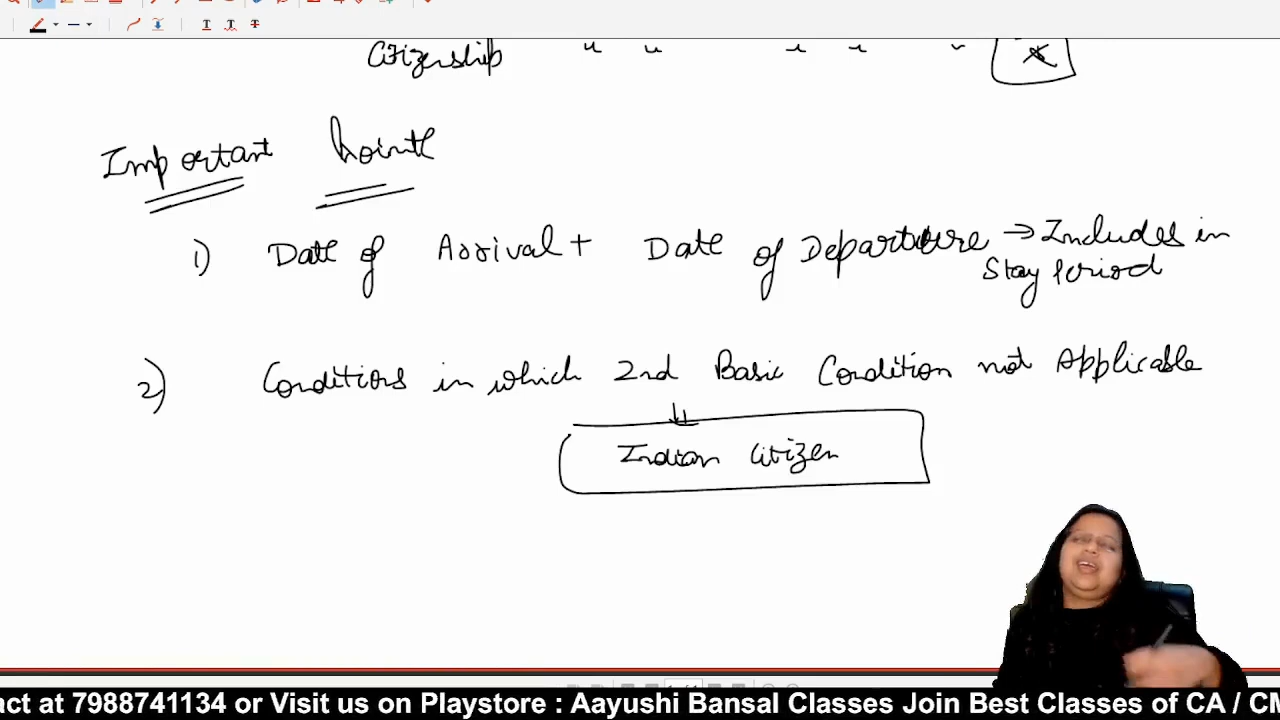 Citizenship
Important Points
1) Date of Arrival + Date of Departure → Includes in
Stay Period
2) Conditions in which 2nd Basic Condition not Applicable
Indian Citizen
act at 7988741134 or Visit us on Playstore : Aayushi Bansal Classes Join Best Classes of CA / CM